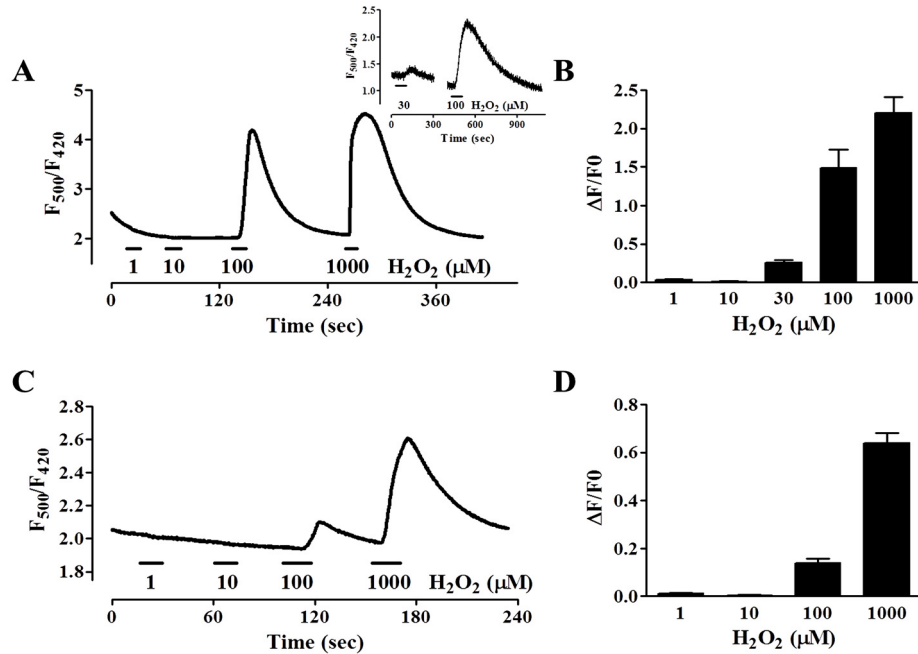 A
F500/F420
5
4
3
2
1 10 100 1000 H2O2 (μM)
0 120 240 360
Time (sec)
F500/F420
2.5
2.0
1.5
1.0
30 100 H2O2 (μM)
0 300 600 900
Time (sec)
B
ΔF/F0
2.5
2.0
1.5
1.0
0.5
0.0
1 10 30 100 1000
H2O2 (μM)
C
F500/F420
2.8
2.6
2.4
2.2
2.0
1.8
1 10 100 1000 H2O2 (μM)
0 60 120 180 240
Time (sec)
D
ΔF/F0
0.8
0.6
0.4
0.2
0.0
1 10 100 1000
H2O2 (μM)